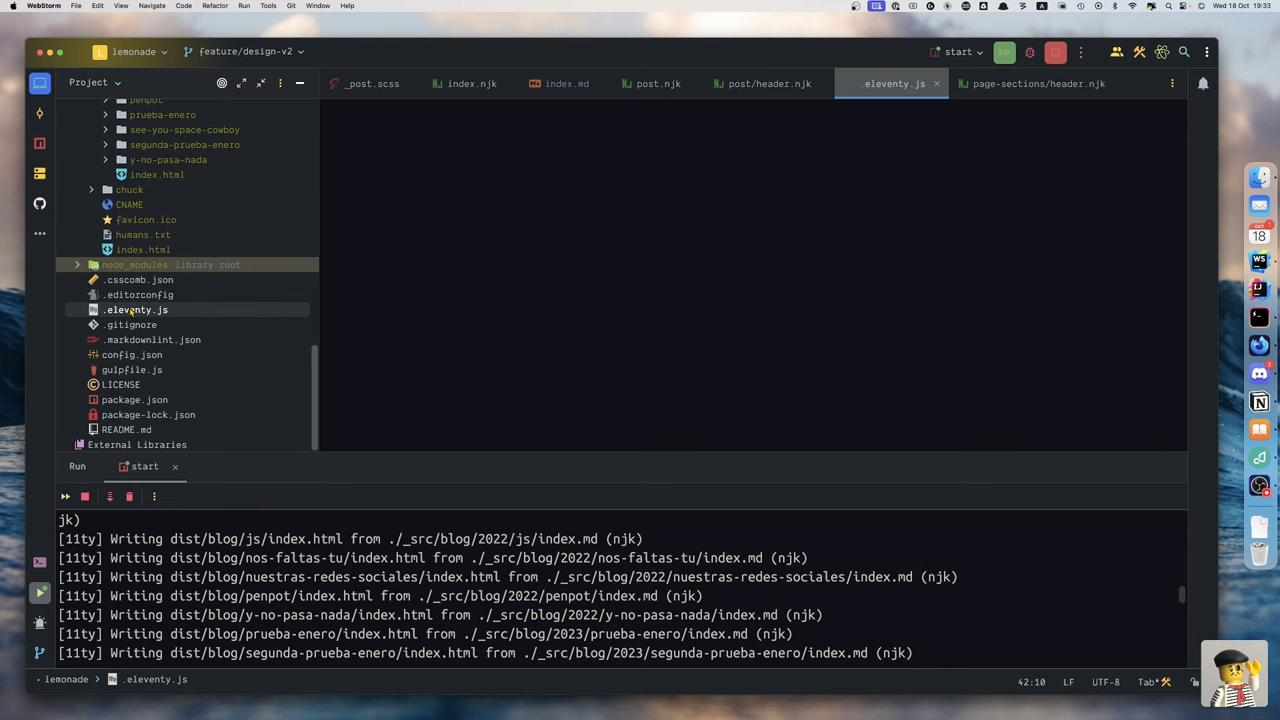 WebStorm File Edit View Navigate Code Refactor Run Tools Git Window Help Wed 18 Oct 19:33
L lemonade feature/design-v2 start
Project _post.scss index.njk index.md post.njk post/header.njk .eleventy.js page-sections/header.njk
penpot
prueba-enero
see-you-space-cowboy
segunda-prueba-enero
y-no-pasa-nada
index.html
chuck
CNAME
favicon.ico
humans.txt
index.html
node_modules library root
.csscomb.json
.editorconfig
.eleventy.js
.gitignore
.markdownlint.json
config.json
gulpfile.js
LICENSE
package.json
package-lock.json
README.md
External Libraries
Run start
jk)
[11ty] Writing dist/blog/js/index.html from ./_src/blog/2022/js/index.md (njk)
[11ty] Writing dist/blog/nos-faltas-tu/index.html from ./_src/blog/2022/nos-faltas-tu/index.md (njk)
[11ty] Writing dist/blog/nuestras-redes-sociales/index.html from ./_src/blog/2022/nuestras-redes-sociales/index.md (njk)
[11ty] Writing dist/blog/penpot/index.html from ./_src/blog/2022/penpot/index.md (njk)
[11ty] Writing dist/blog/y-no-pasa-nada/index.html from ./_src/blog/2022/y-no-pasa-nada/index.md (njk)
[11ty] Writing dist/blog/prueba-enero/index.html from ./_src/blog/2023/prueba-enero/index.md (njk)
[11ty] Writing dist/blog/segunda-prueba-enero/index.html from ./_src/blog/2023/segunda-prueba-enero/index.md (njk)
lemonade .eleventy.js 42:10 LF UTF-8 Tab*